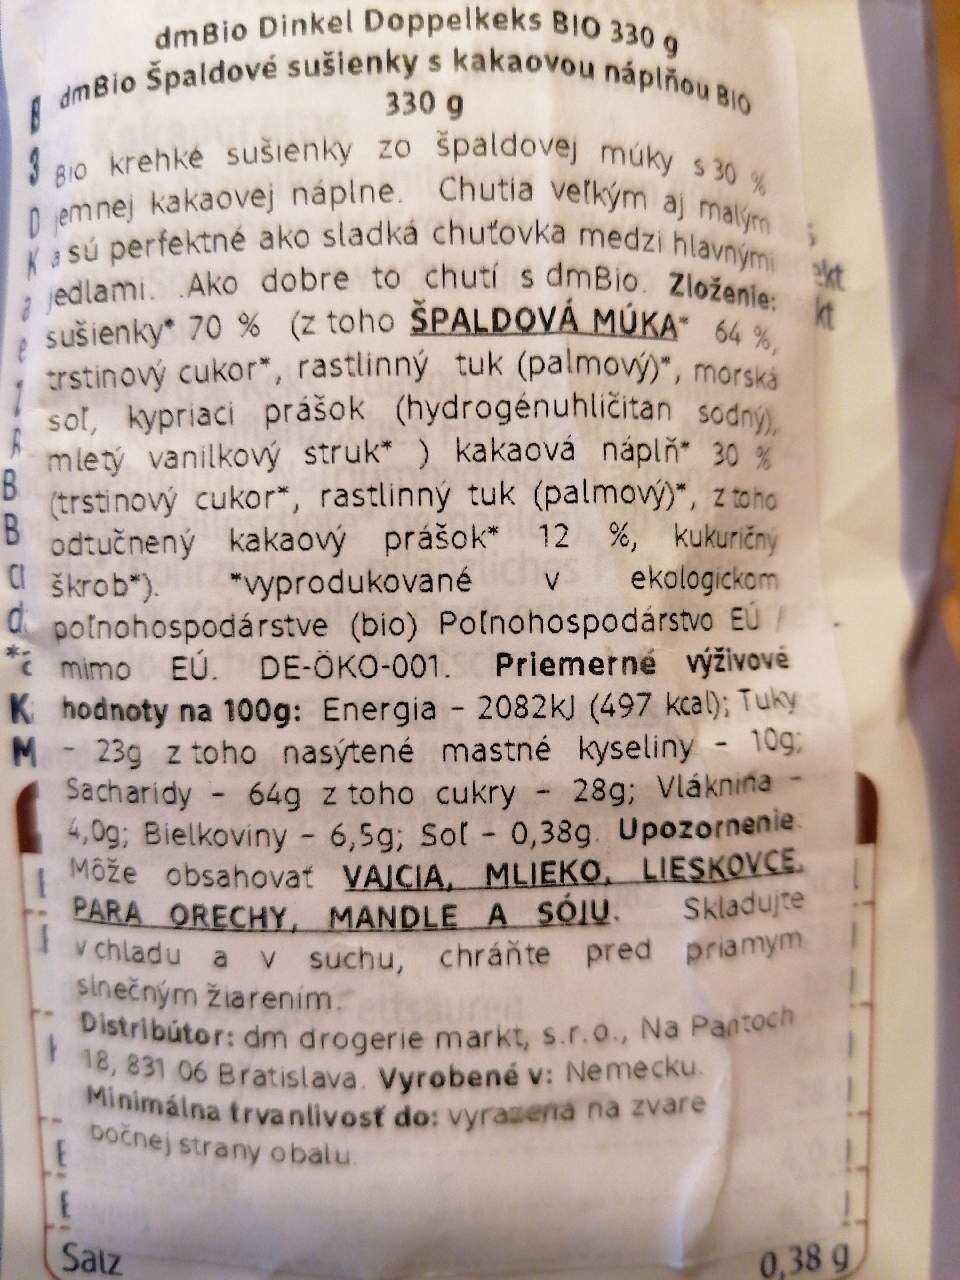 dmBio Dinkel Doppelkeks BIO 330 g
dmBio Špaldové sušienky s kakaovou náplňou BIO
330 g
BIO krehké sušienky zo špaldovej múky s 30 %
jemnej kakaovej náplne. Chutia veľkým aj malým
a sú perfektné ako sladká chuťovka medzi hlavnými
jedlami. .Ako dobre to chutí s dmBio. Zloženie:
sušienky* 70 % (z toho ŠPALDOVÁ MÚKA* 64 %,
trstinový cukor*, rastlinný tuk (palmový)*, morská
soľ, kypriaci prášok (hydrogénuhličitan sodný),
mletý vanilkový struk* ) kakaová náplň* 30 %
(trstinový cukor*, rastlinný tuk (palmový)*, z toho
odtučnený kakaový prášok* 12 %, kukuričný
škrob*). *vyprodukované v ekologickom
poľnohospodárstve (bio) Poľnohospodárstvo EÚ /
mimo EÚ. DE-ÖKO-001. Priemerné výživové
hodnoty na 100g: Energia - 2082kJ (497 kcal); Tuky
- 23g z toho nasýtené mastné kyseliny - 10g;
Sacharidy - 64g z toho cukry - 28g; Vláknina -
4,0g; Bielkoviny - 6,5g; Soľ - 0,38g. Upozornenie:
Môže obsahovať VAJCIA, MLIEKO, LIESKOVCE,
PARA ORECHY, MANDLE A SÓJU. Skladujte
v chladu a v suchu, chráňte pred priamym
slnečným žiarením.
Distribútor: dm drogerie markt, s.r.o., Na Pantoch
18, 831 06 Bratislava. Vyrobené v: Nemecku.
Minimálna trvanlivosť do: vyrazená na zvare
bočnej strany obalu.
Salz 0,38 g